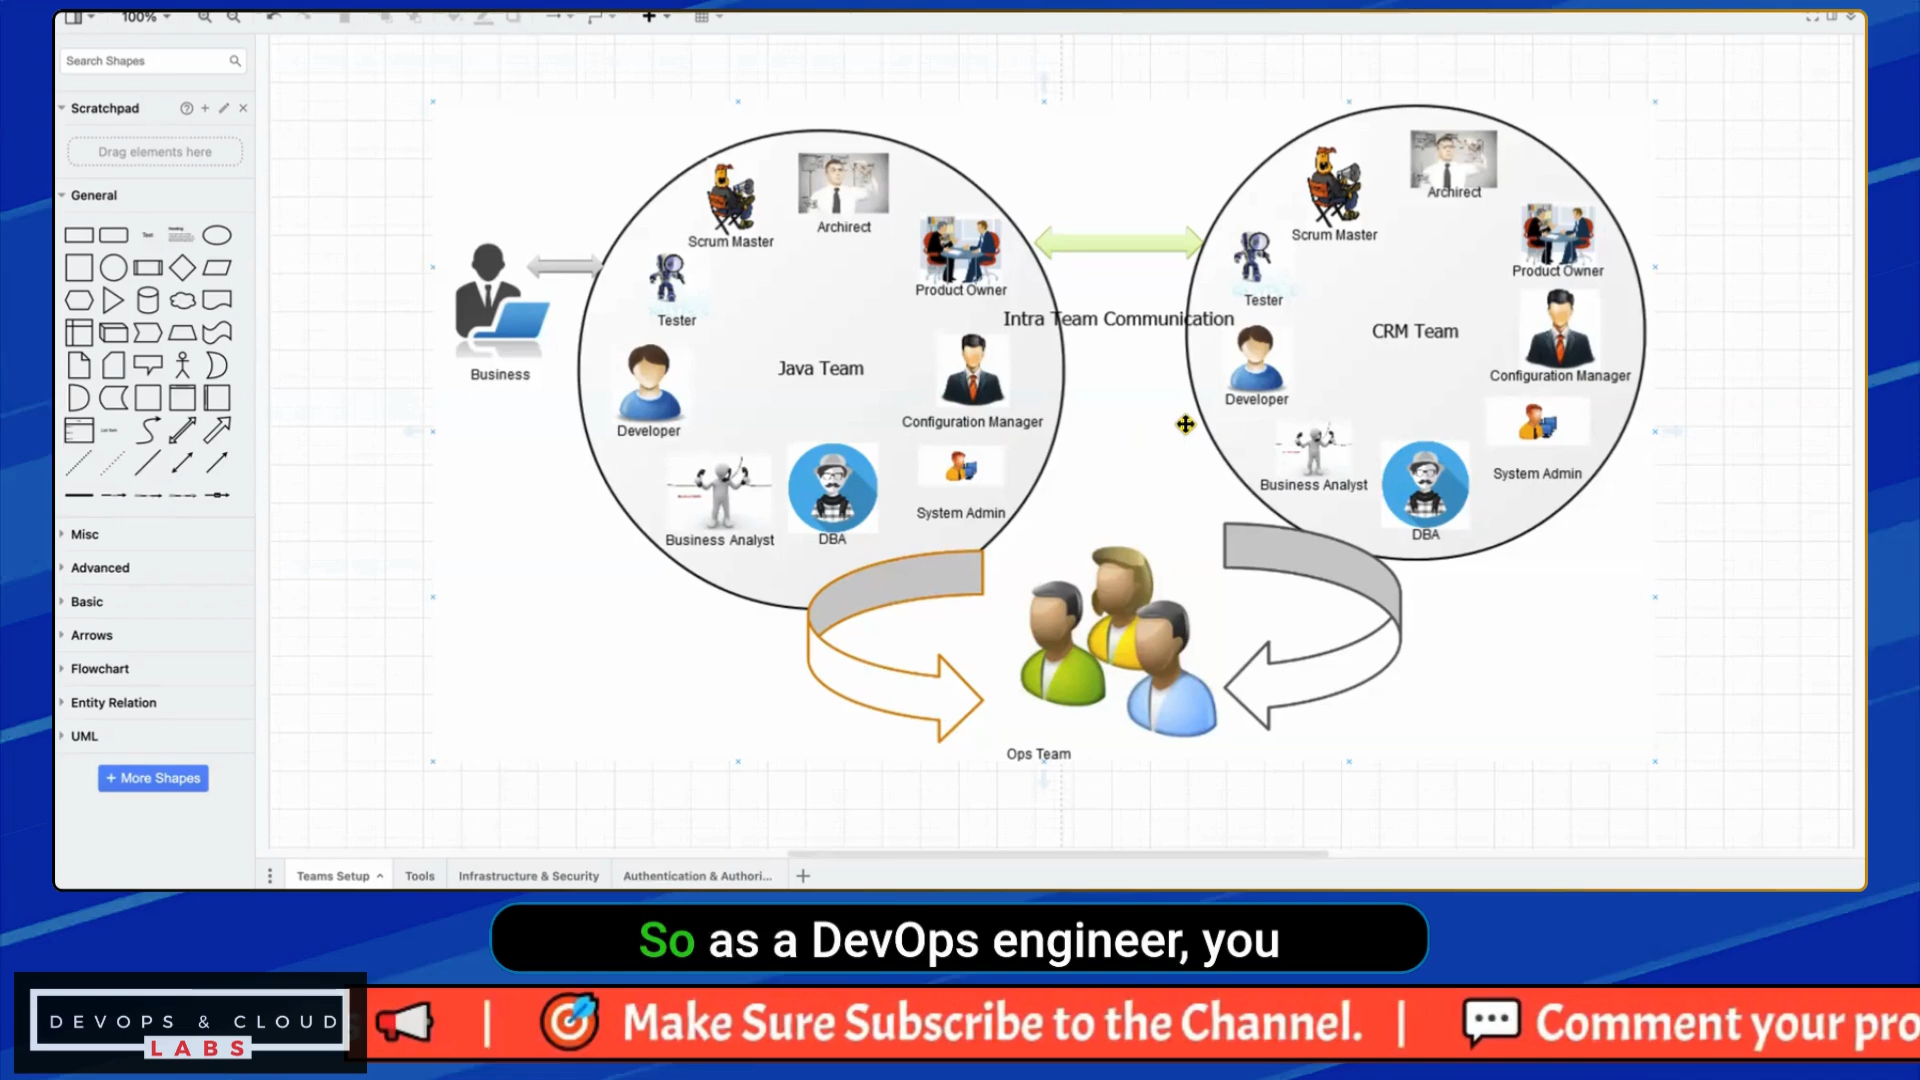 100%
Search Shapes
Scratchpad
Drag elements here
General
Text
Heading
Misc
Advanced
Basic
Arrows
Flowchart
Entity Relation
UML
+ More Shapes
Business
Scrum Master
Archirect
Product Owner
Tester
Java Team
Developer
Configuration Manager
Business Analyst
DBA
System Admin
Intra Team Communication
Scrum Master
Archirect
Product Owner
Tester
CRM Team
Developer
Configuration Manager
Business Analyst
DBA
System Admin
Ops Team
Teams Setup
Tools
Infrastructure & Security
Authentication & Authori...
So as a DevOps engineer, you
DEVOPS & CLOUD
LABS
| Make Sure Subscribe to the Channel. | Comment your pro